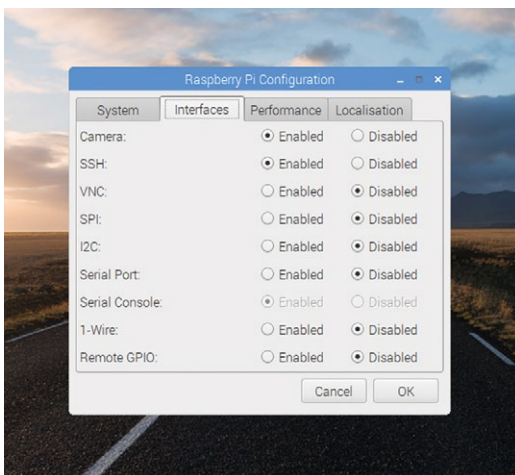 Raspberry Pi Configuration
System Interfaces Performance Localisation
Camera: Enabled Disabled
SSH: Enabled Disabled
VNC: Enabled Disabled
SPI: Enabled Disabled
I2C: Enabled Disabled
Serial Port: Enabled Disabled
Serial Console: Enabled Disabled
1-Wire: Enabled Disabled
Remote GPIO: Enabled Disabled
Cancel OK